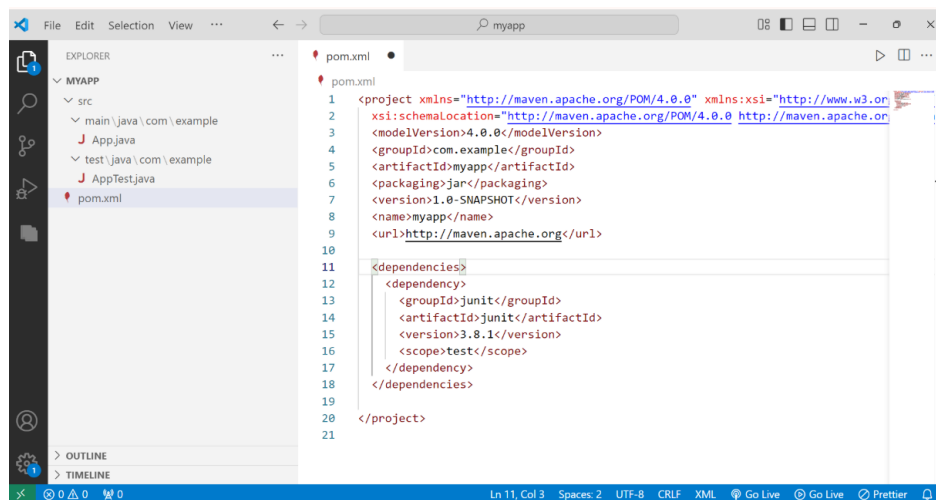 File Edit Selection View ... myapp
EXPLORER ...
MYAPP
src
main\java\com\example
App.java
test\java\com\example
AppTest.java
pom.xml
OUTLINE
TIMELINE
1
1
pom.xml
pom.xml
1 <project xmlns="http://maven.apache.org/POM/4.0.0" xmlns:xsi="http://www.w3.or
2 xsi:schemaLocation="http://maven.apache.org/POM/4.0.0 http://maven.apache.or
3 <modelVersion>4.0.0</modelVersion>
4 <groupId>com.example</groupId>
5 <artifactId>myapp</artifactId>
6 <packaging>jar</packaging>
7 <version>1.0-SNAPSHOT</version>
8 <name>myapp</name>
9 <url>http://maven.apache.org</url>
10
11 <dependencies>
12 <dependency>
13 <groupId>junit</groupId>
14 <artifactId>junit</artifactId>
15 <version>3.8.1</version>
16 <scope>test</scope>
17 </dependency>
18 </dependencies>
19
20 </project>
21
0 0 0 Ln 11, Col 3 Spaces: 2 UTF-8 CRLF XML Go Live Go Live Prettier